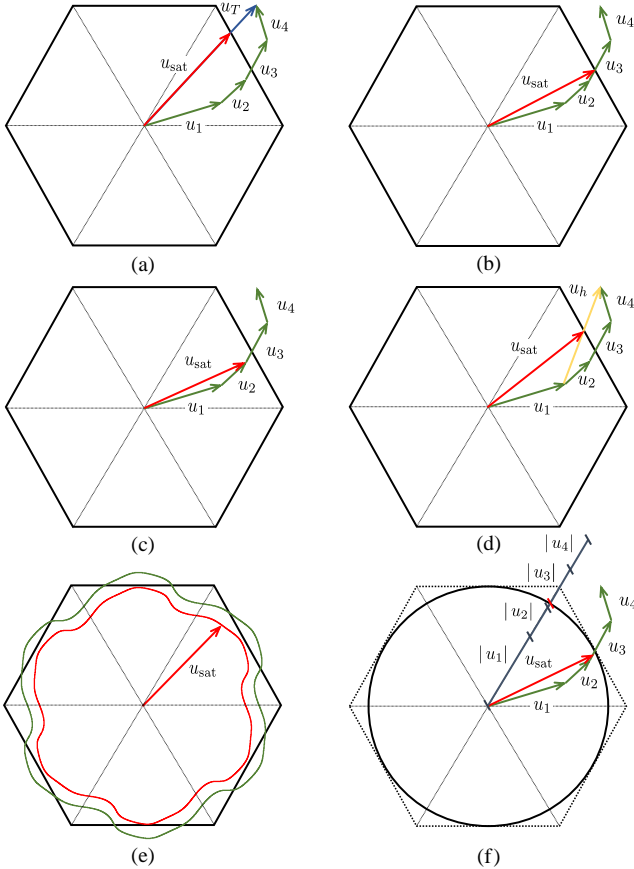 u_T
u_4
u_sat
u_3
u_2
u_1
(a)
u_4
u_3
u_sat
u_2
u_1
(b)
u_4
u_3
u_sat
u_2
u_1
(c)
u_h
u_4
u_sat
u_3
u_2
u_1
(d)
u_sat
(e)
|u_4|
|u_3|
|u_2|
|u_1|
u_4
u_3
u_sat
u_2
u_1
(f)